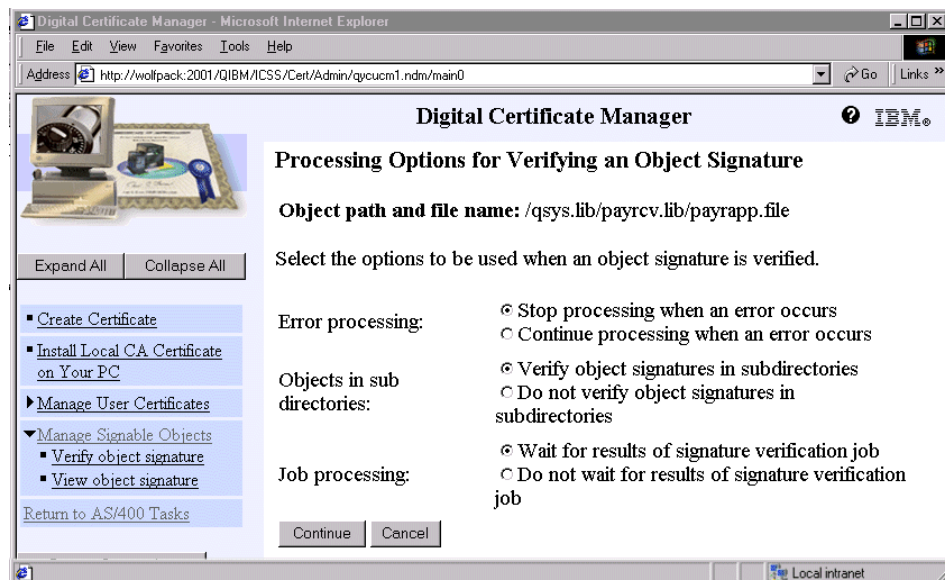 Digital Certificate Manager - Microsoft Internet Explorer
File Edit View Favorites Tools Help
Address http://wolfpack:2001/QIBM/ICSS/Cert/Admin/qycucm1.ndm/main0 Go Links »
Digital Certificate Manager IBM®
Processing Options for Verifying an Object Signature
Object path and file name: /qsys.lib/payrcv.lib/payrapp.file
Select the options to be used when an object signature is verified.
Error processing:
Stop processing when an error occurs
Continue processing when an error occurs
Objects in sub
directories:
Verify object signatures in subdirectories
Do not verify object signatures in
subdirectories
Job processing:
Wait for results of signature verification job
Do not wait for results of signature verification
job
Continue Cancel
Expand All Collapse All
Create Certificate
Install Local CA Certificate
on Your PC
Manage User Certificates
Manage Signable Objects
Verify object signature
View object signature
Return to AS/400 Tasks
Local intranet